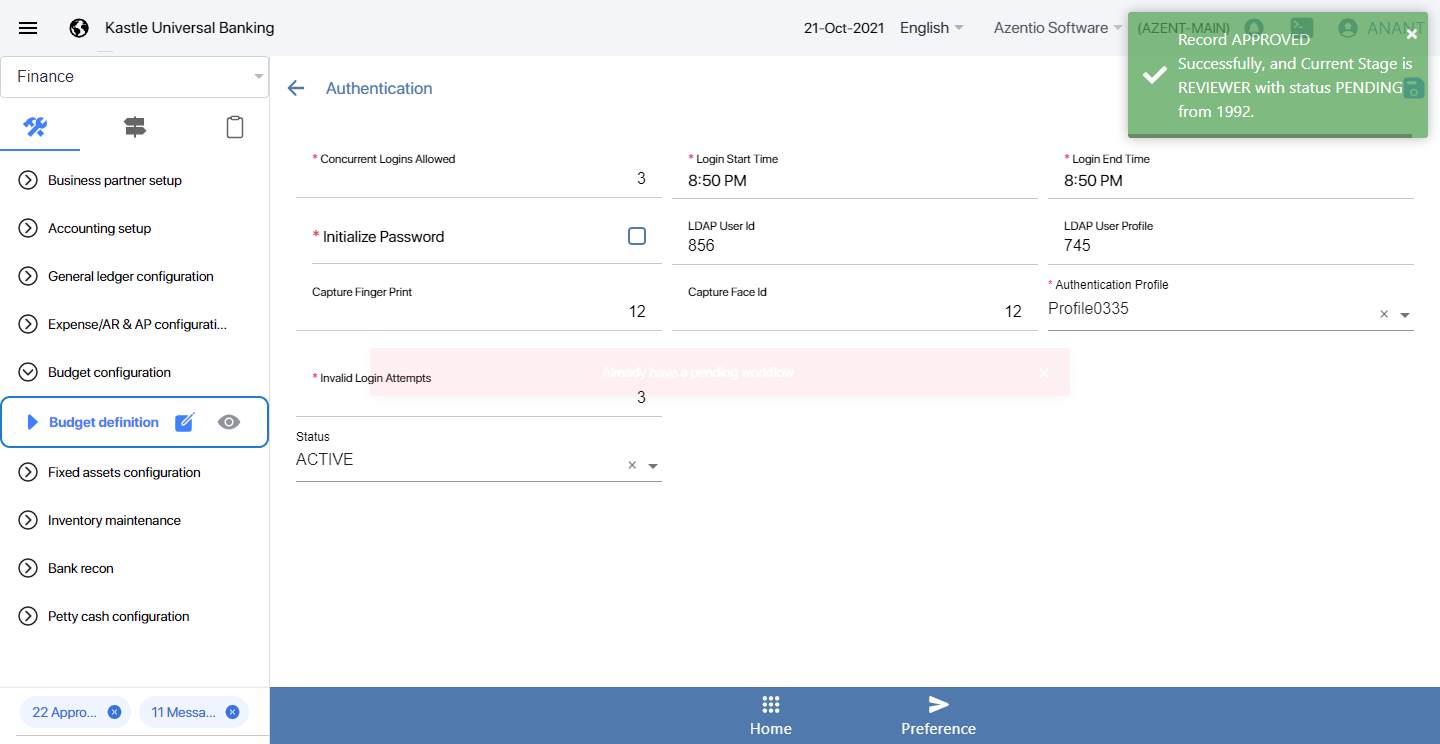 Kastle Universal Banking
21-Oct-2021
English
Azentio Software
(AZENT-MAIN)
ANANT
Record APPROVED
Successfully, and Current Stage is
REVIEWER with status PENDING
from 1992.
Finance
Authentication
* Concurrent Logins Allowed
3
* Login Start Time
8:50 PM
* Login End Time
8:50 PM
* Initialize Password
LDAP User Id
856
LDAP User Profile
745
Capture Finger Print
12
Capture Face Id
12
* Authentication Profile
Profile0335
Already have a pending workflow
* Invalid Login Attempts
3
Status
ACTIVE
Business partner setup
Accounting setup
General ledger configuration
Expense/AR & AP configurati...
Budget configuration
Budget definition
Fixed assets configuration
Inventory maintenance
Bank recon
Petty cash configuration
22 Appro...
11 Messa...
Home
Preference